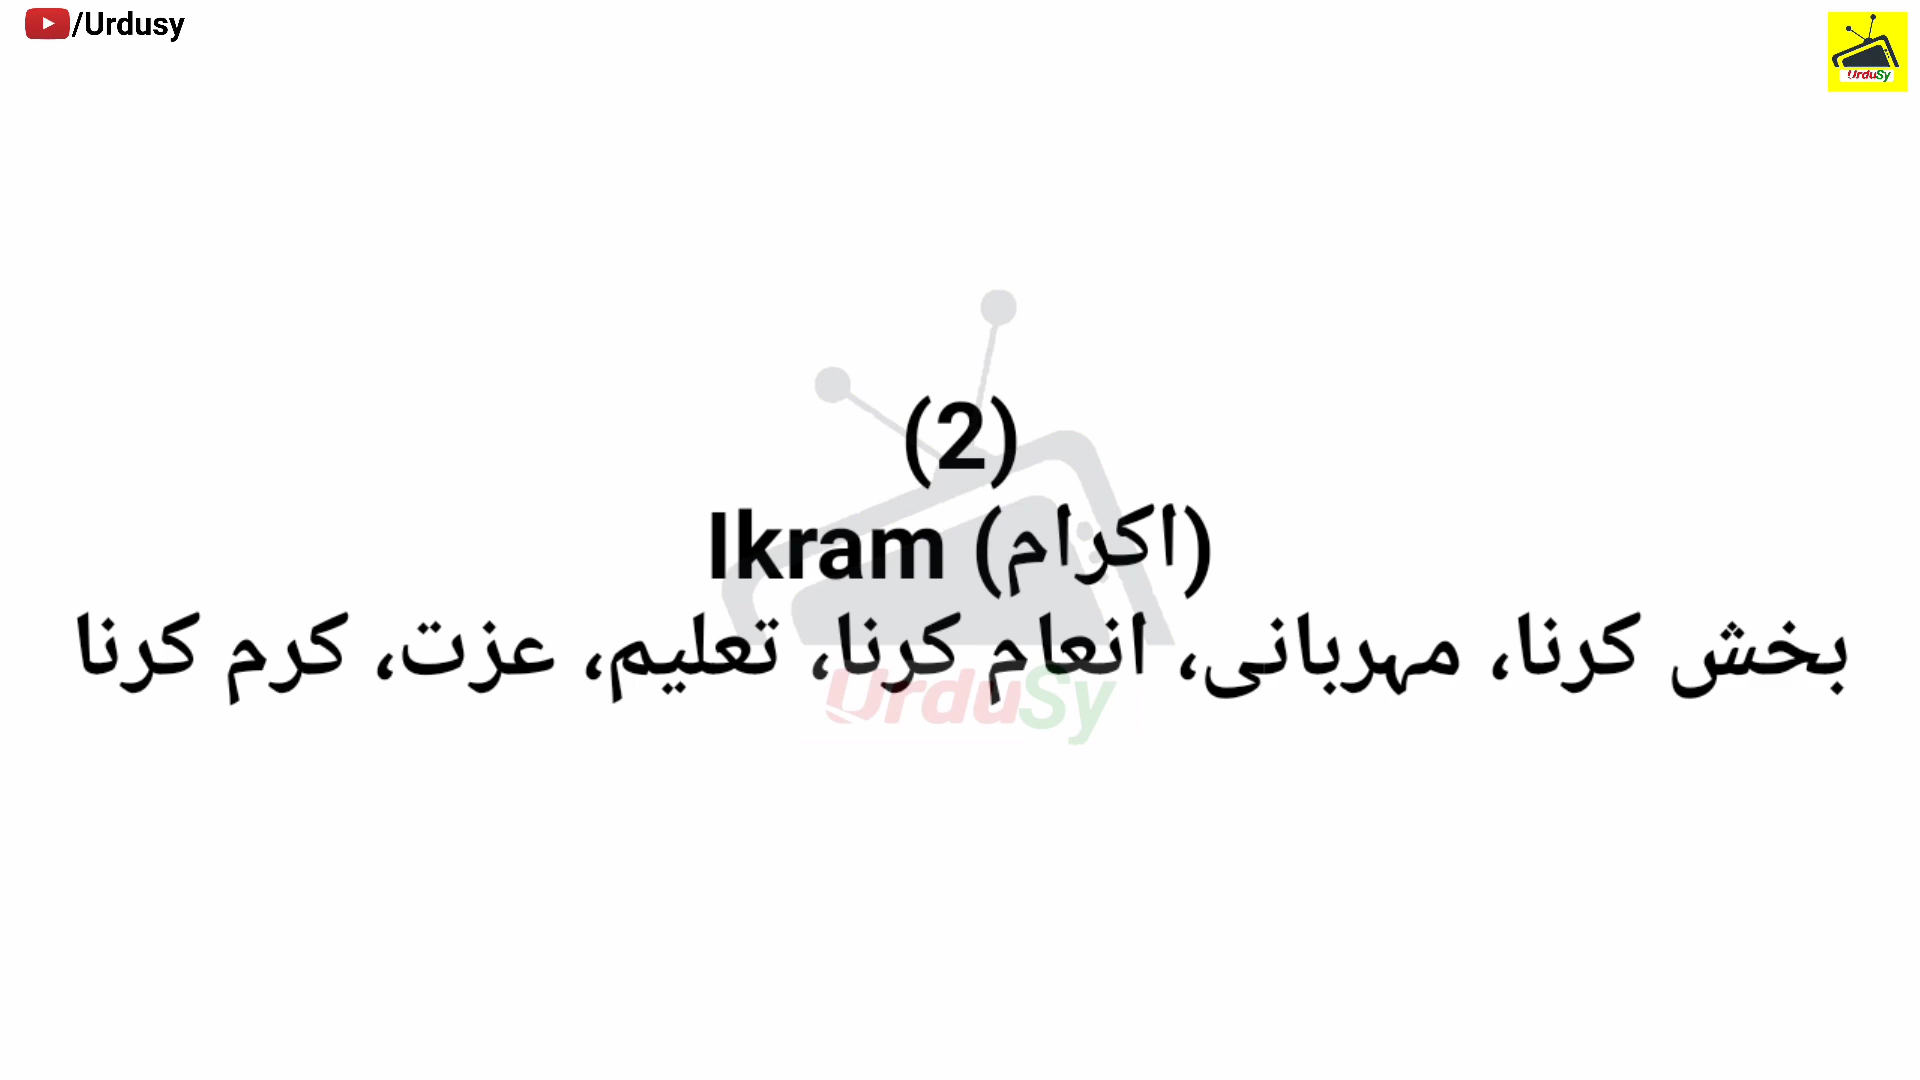 /Urdusy
UrduSy
(2)
Ikram (اکرام)
بخش کرنا، مہربانی، انعام کرنا، تعلیم، عزت، کرم کرنا
UrduSy